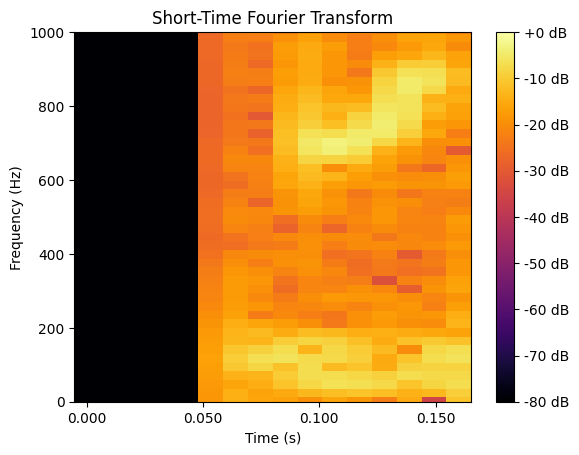 Short-Time Fourier Transform
1000
800
600
400
200
0
Frequency (Hz)
0.000
0.050
0.100
0.150
Time (s)
+0 dB
-10 dB
-20 dB
-30 dB
-40 dB
-50 dB
-60 dB
-70 dB
-80 dB